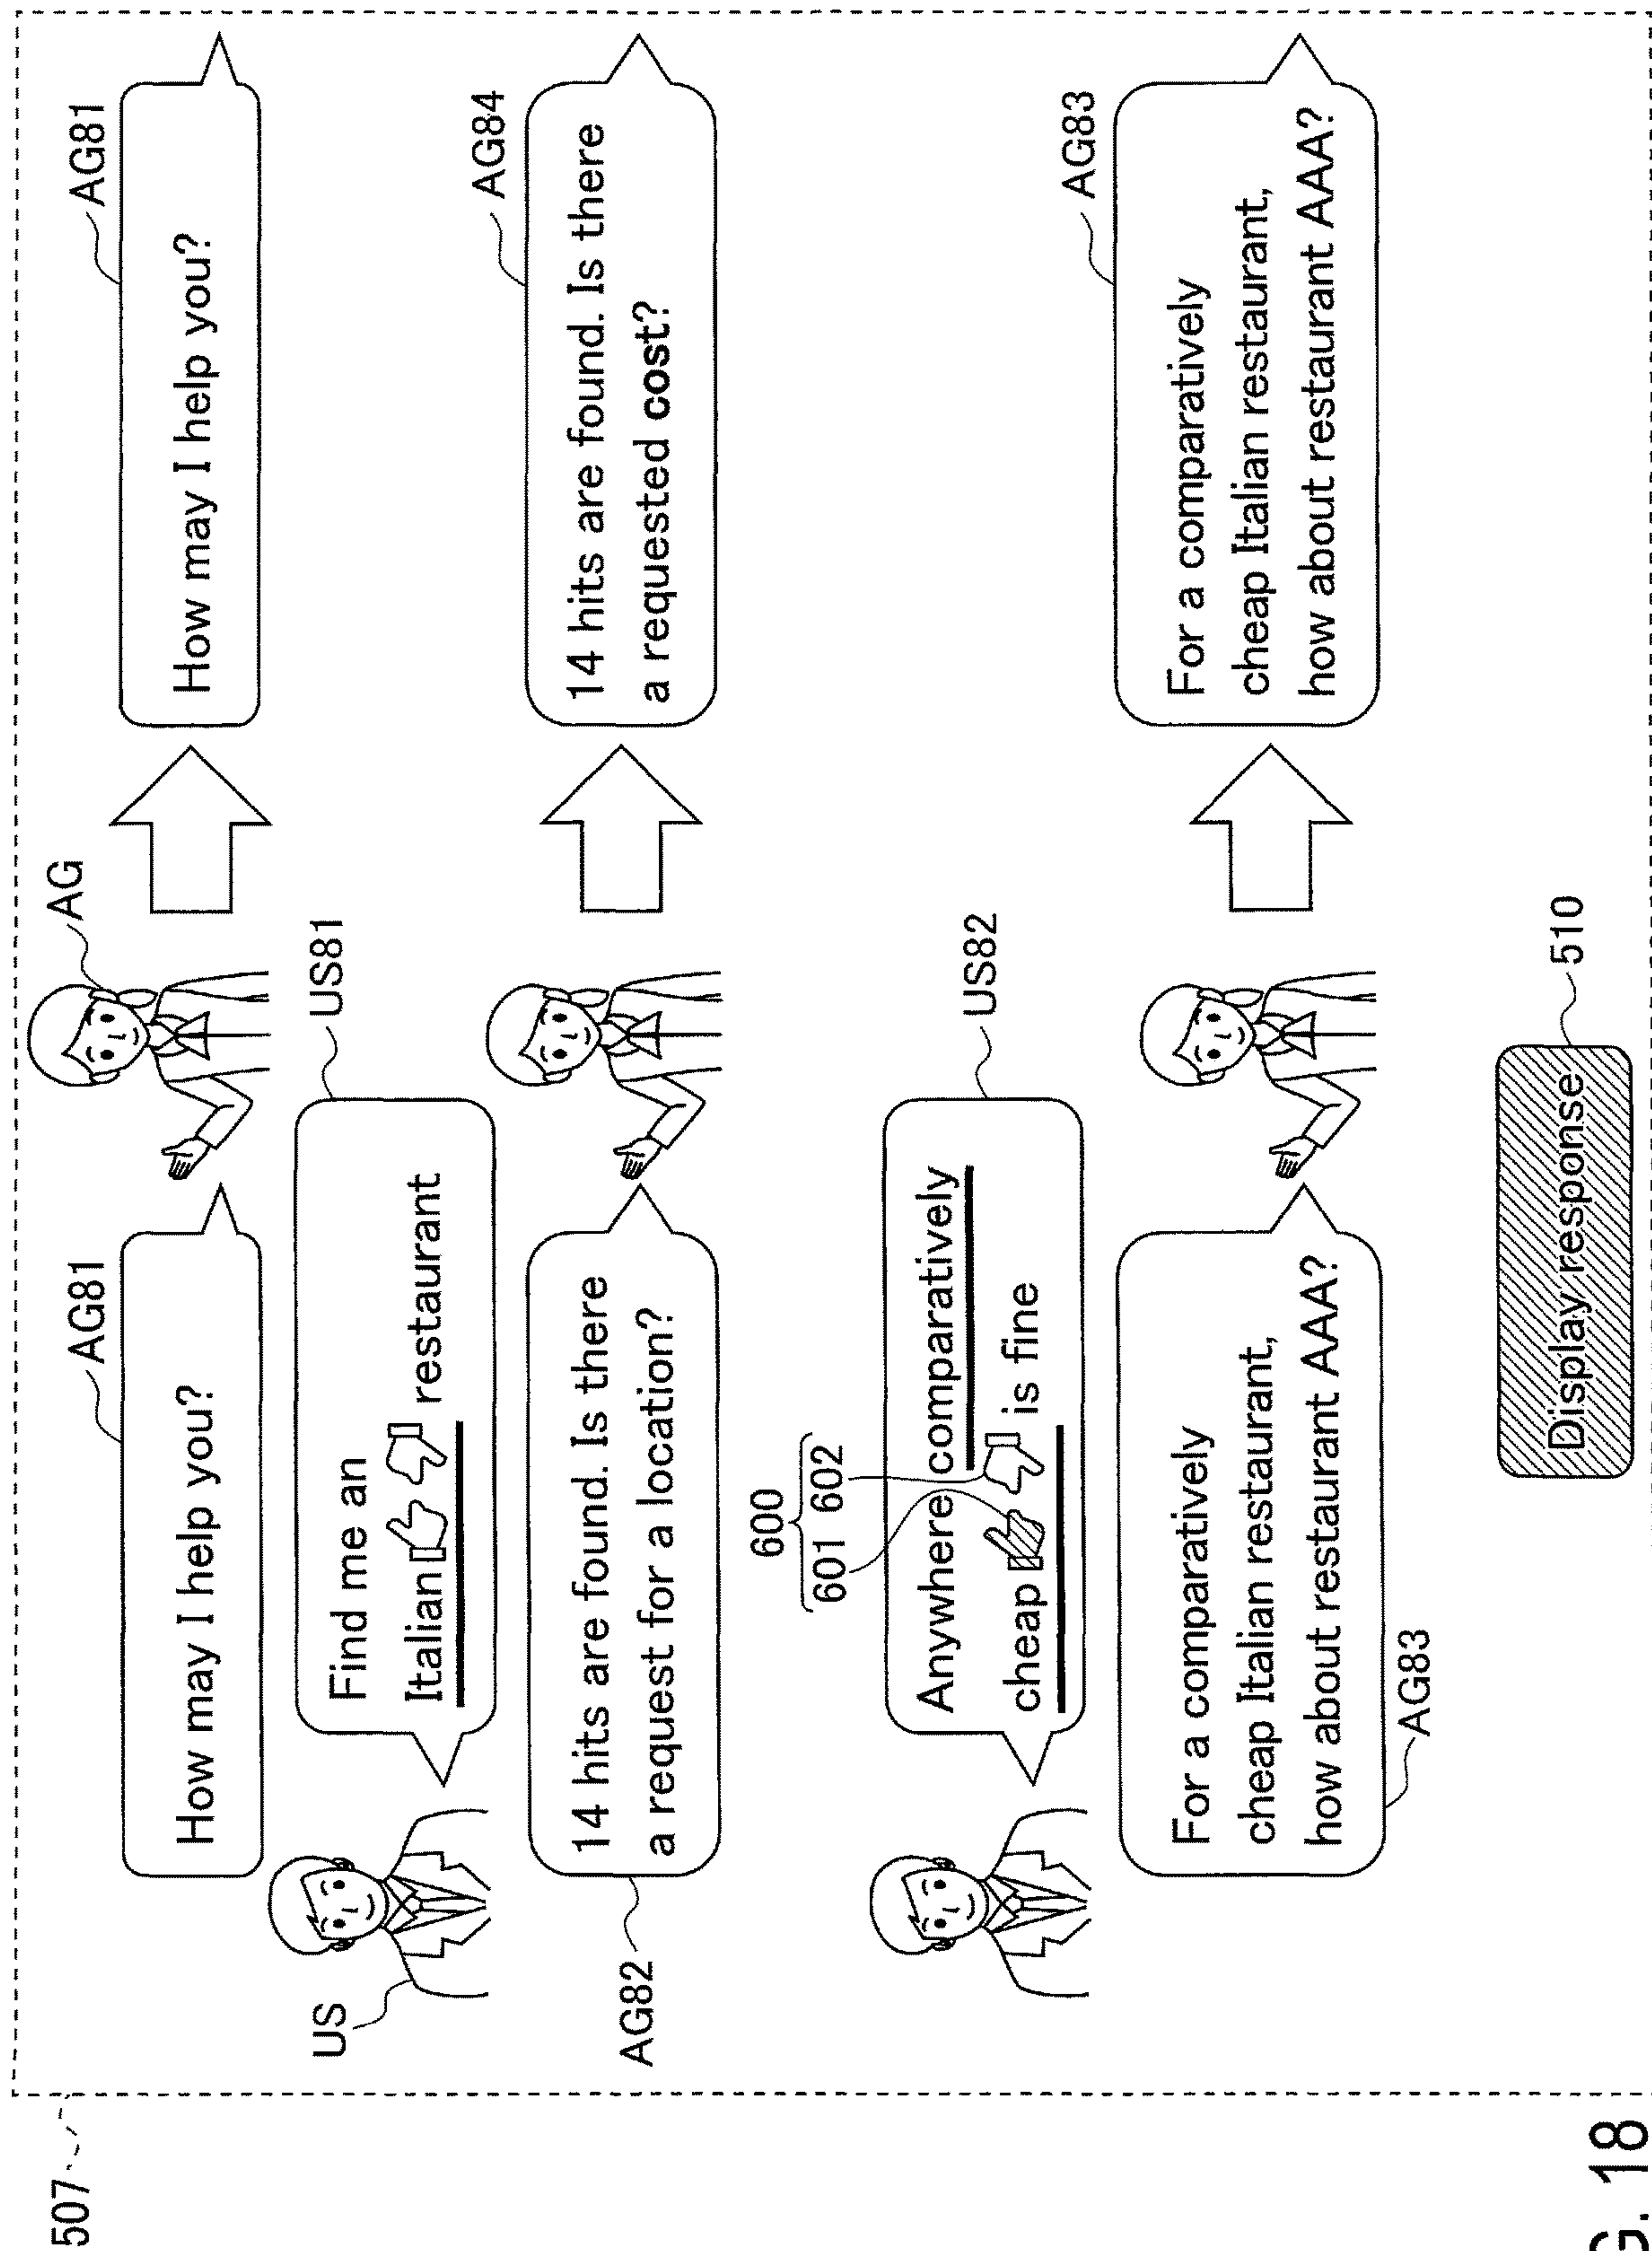 507
AG81
How may I help you?
AG
AG81
How may I help you?
US
US81
Find me an
Italian restaurant
AG82
14 hits are found. Is there
a request for a location?
AG84
14 hits are found. Is there
a requested cost?
600
601 602
US82
Anywhere comparatively
cheap is fine
For a comparatively
cheap Italian restaurant,
how about restaurant AAA?
AG83
AG83
For a comparatively
cheap Italian restaurant,
how about restaurant AAA?
Display response
510
G. 18